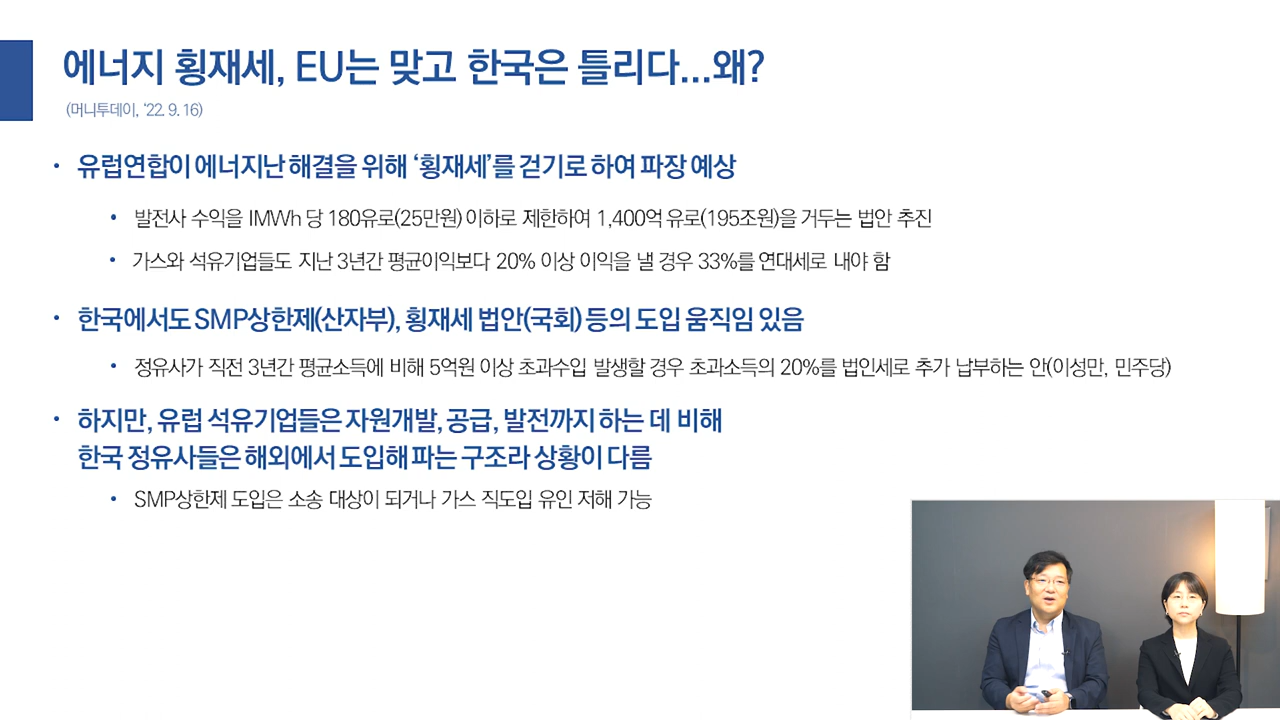 에너지 횡재세, EU는 맞고 한국은 틀리다...왜?
(머니투데이, ‘22. 9. 16)
• 유럽연합이 에너지난 해결을 위해 ‘횡재세’를 걷기로 하여 파장 예상
• 발전사 수익을 1MWh 당 180유로(25만원) 이하로 제한하여 1,400억 유로(195조원)을 거두는 법안 추진
• 가스와 석유기업들도 지난 3년간 평균이익보다 20% 이상 이익을 낼 경우 33%를 연대세로 내야 함
• 한국에서도 SMP상한제(산자부), 횡재세 법안(국회) 등의 도입 움직임 있음
• 정유사가 직전 3년간 평균소득에 비해 5억원 이상 초과수입 발생할 경우 초과소득의 20%를 법인세로 추가 납부하는 안(이성만, 민주당)
• 하지만, 유럽 석유기업들은 자원개발, 공급, 발전까지 하는 데 비해
한국 정유사들은 해외에서 도입해 파는 구조라 상황이 다름
• SMP상한제 도입은 소송 대상이 되거나 가스 직도입 유인 저해 가능